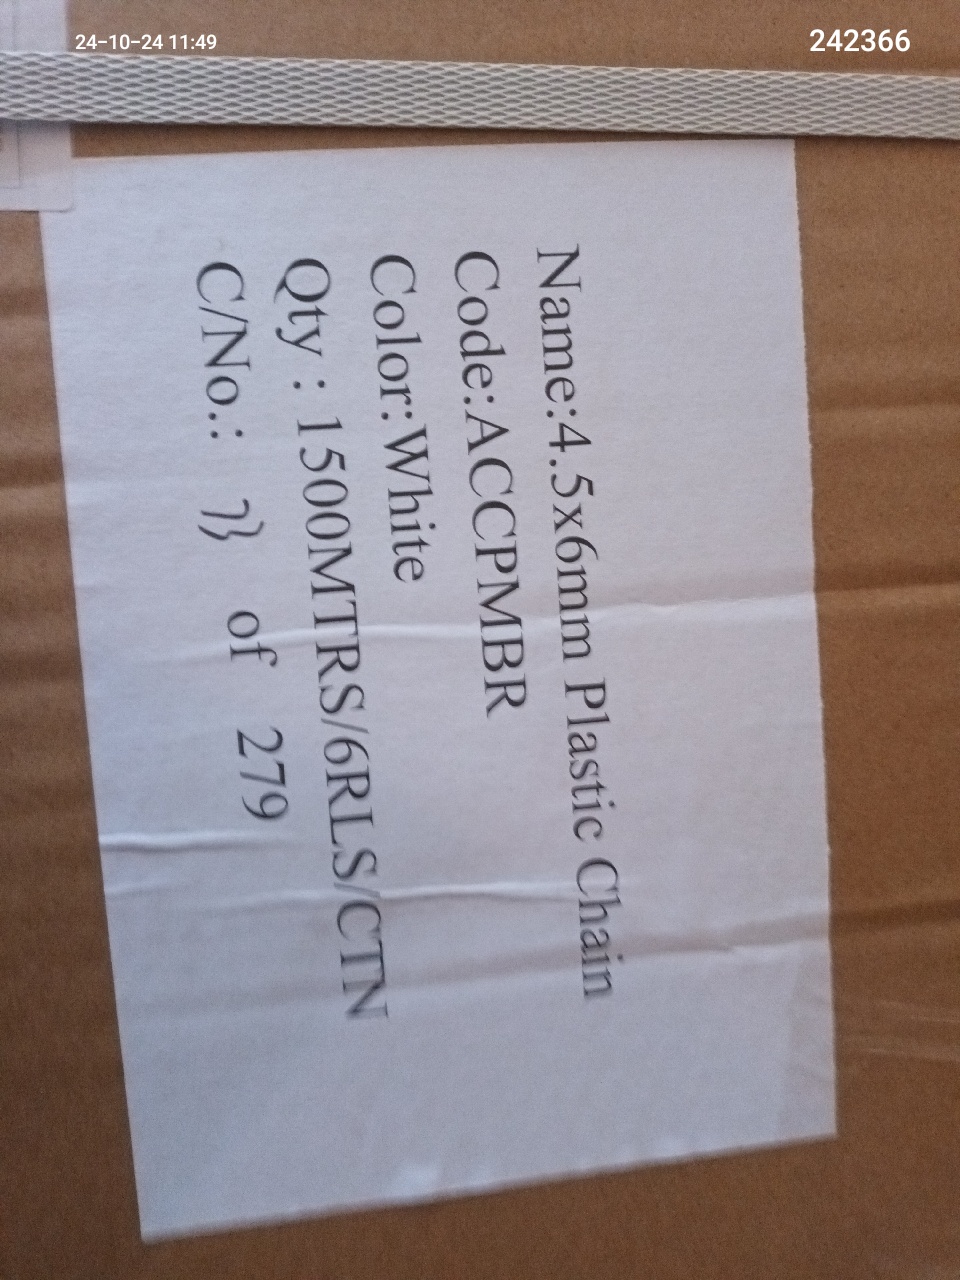 24-10-24 11:49
242366
Name:4.5x6mm Plastic Chain
Code:ACCPMBR
Color:White
Qty : 1500MTRS/6RLS/CTN
C/No.: 73 of 279